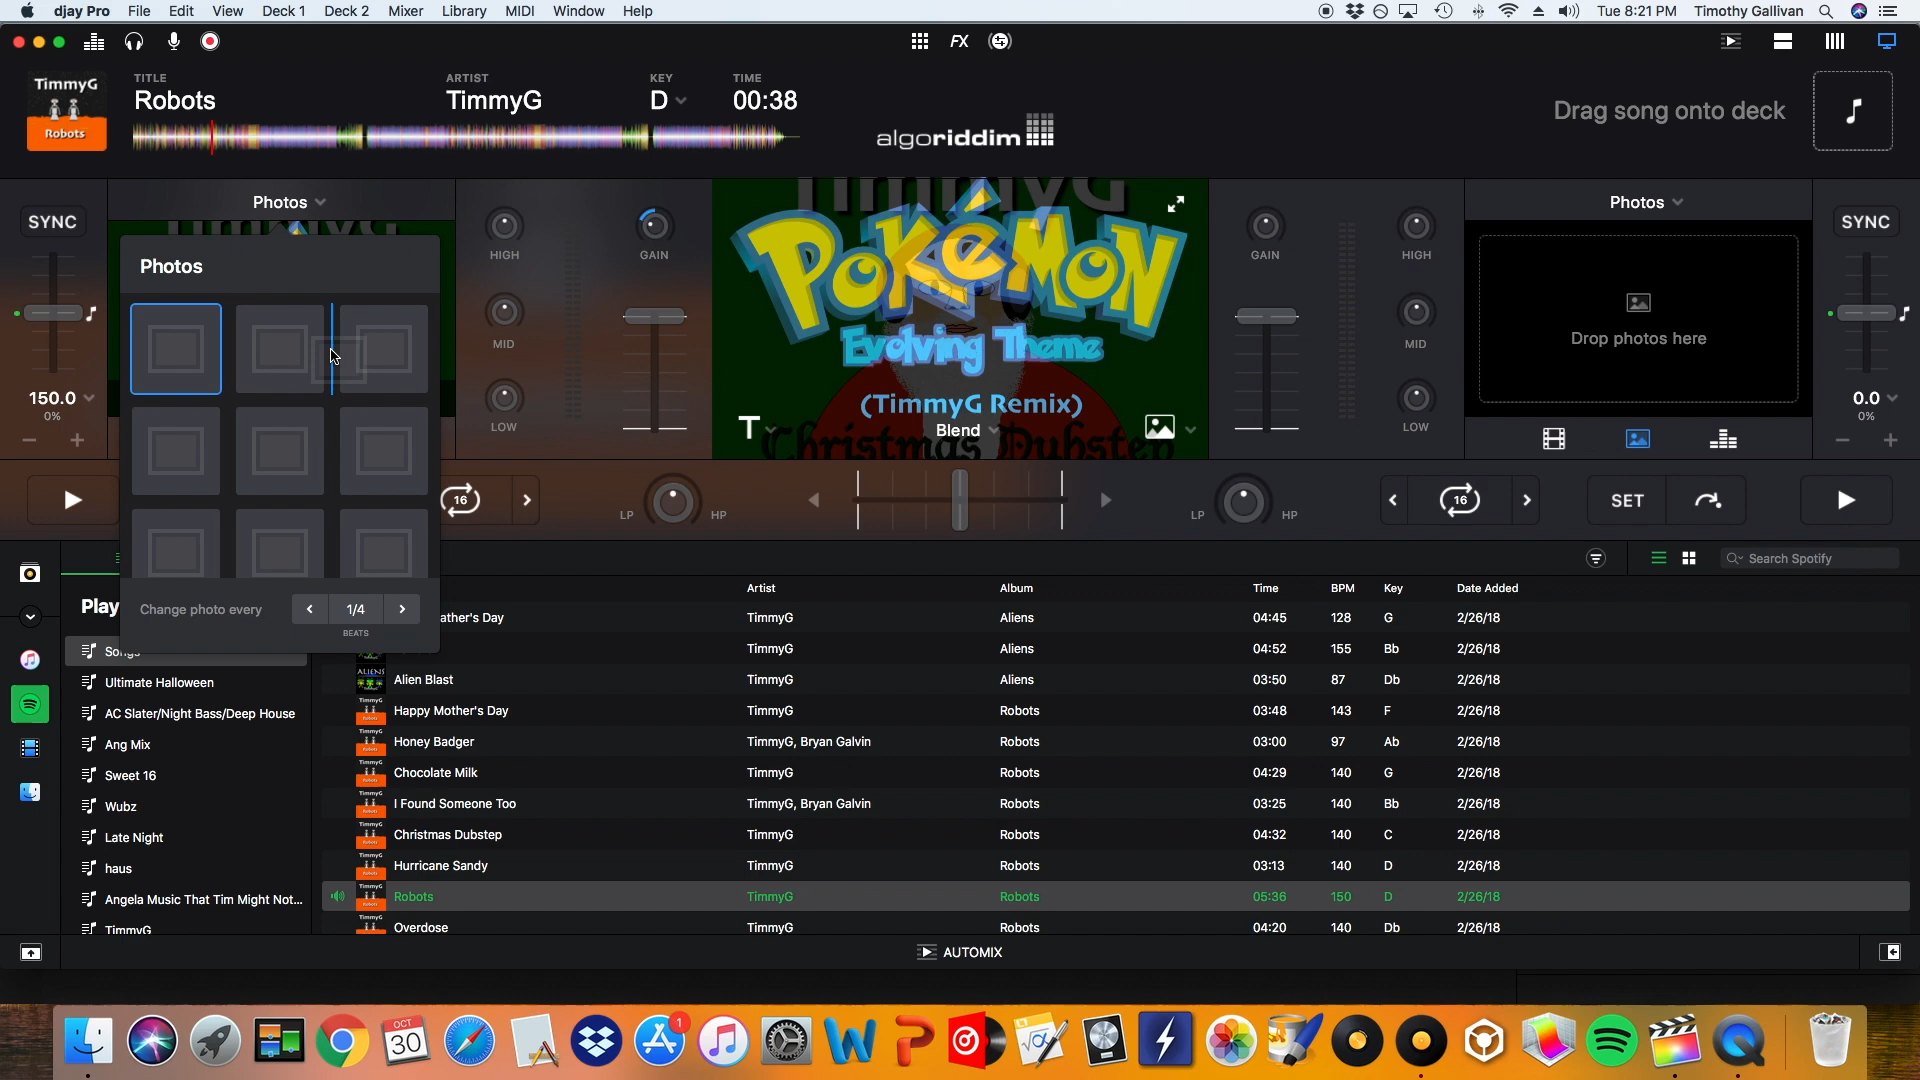 djay Pro File Edit View Deck 1 Deck 2 Mixer Library MIDI Window Help Tue 8:21 PM Timothy Gallivan
FX
TimmyG
Robots
TITLE
Robots
ARTIST
TimmyG
KEY
D
TIME
00:38
algoriddim
Drag song onto deck
SYNC
Photos
HIGH
GAIN
MID
LOW
TimmyG
POKéMON
Evolving Theme
(TimmyG Remix)
Christmas Dubstep
T
Blend
GAIN
HIGH
MID
LOW
Photos
Drop photos here
SYNC
150.0
0%
0.0
0%
Photos
Change photo every
1/4
BEATS
16
LP
HP
LP
HP
16
SET
Search Spotify
Play
Songs
Ultimate Halloween
AC Slater/Night Bass/Deep House
Ang Mix
Sweet 16
Wubz
Late Night
haus
Angela Music That Tim Might Not...
TimmyG
Artist Album Time BPM Key Date Added
ather's Day TimmyG Aliens 04:45 128 G 2/26/18
TimmyG Aliens 04:52 155 Bb 2/26/18
ALIENS Alien Blast TimmyG Aliens 03:50 87 Db 2/26/18
Happy Mother's Day TimmyG Robots 03:48 143 F 2/26/18
Honey Badger TimmyG, Bryan Galvin Robots 03:00 97 Ab 2/26/18
Chocolate Milk TimmyG Robots 04:29 140 G 2/26/18
I Found Someone Too TimmyG, Bryan Galvin Robots 03:25 140 Bb 2/26/18
Christmas Dubstep TimmyG Robots 04:32 140 C 2/26/18
Hurricane Sandy TimmyG Robots 03:13 140 D 2/26/18
Robots TimmyG Robots 05:36 150 D 2/26/18
Overdose TimmyG Robots 04:20 140 Db 2/26/18
AUTOMIX
OCT
30
1